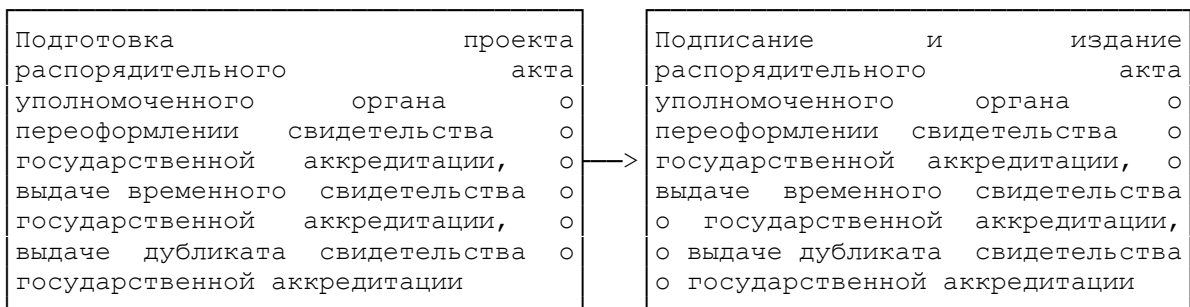 Подготовка проекта
распорядительного акта
уполномоченного органа о
переоформлении свидетельства о
государственной аккредитации, о
выдаче временного свидетельства о
государственной аккредитации, о
выдаче дубликата свидетельства о
государственной аккредитации
Подписание и издание
распорядительного акта
уполномоченного органа о
переоформлении свидетельства о
государственной аккредитации, о
выдаче временного свидетельства
о государственной аккредитации,
о выдаче дубликата свидетельства
о государственной аккредитации